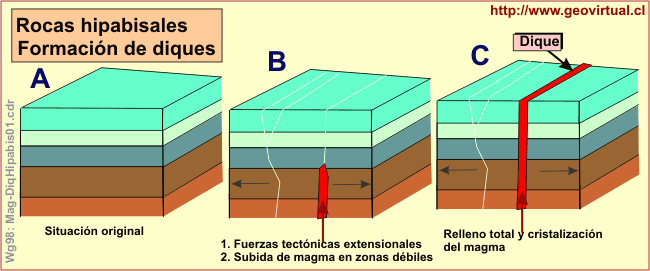 Rocas hipabisales
Formación de diques
http://www.geovirtual.cl
A
B
C
Dique
Situación original
1. Fuerzas tectónicas extensionales
2. Subida de magma en zonas débiles
Relleno total y cristalización
del magma
Wg98: Mag-DiqHipabis01.cdr